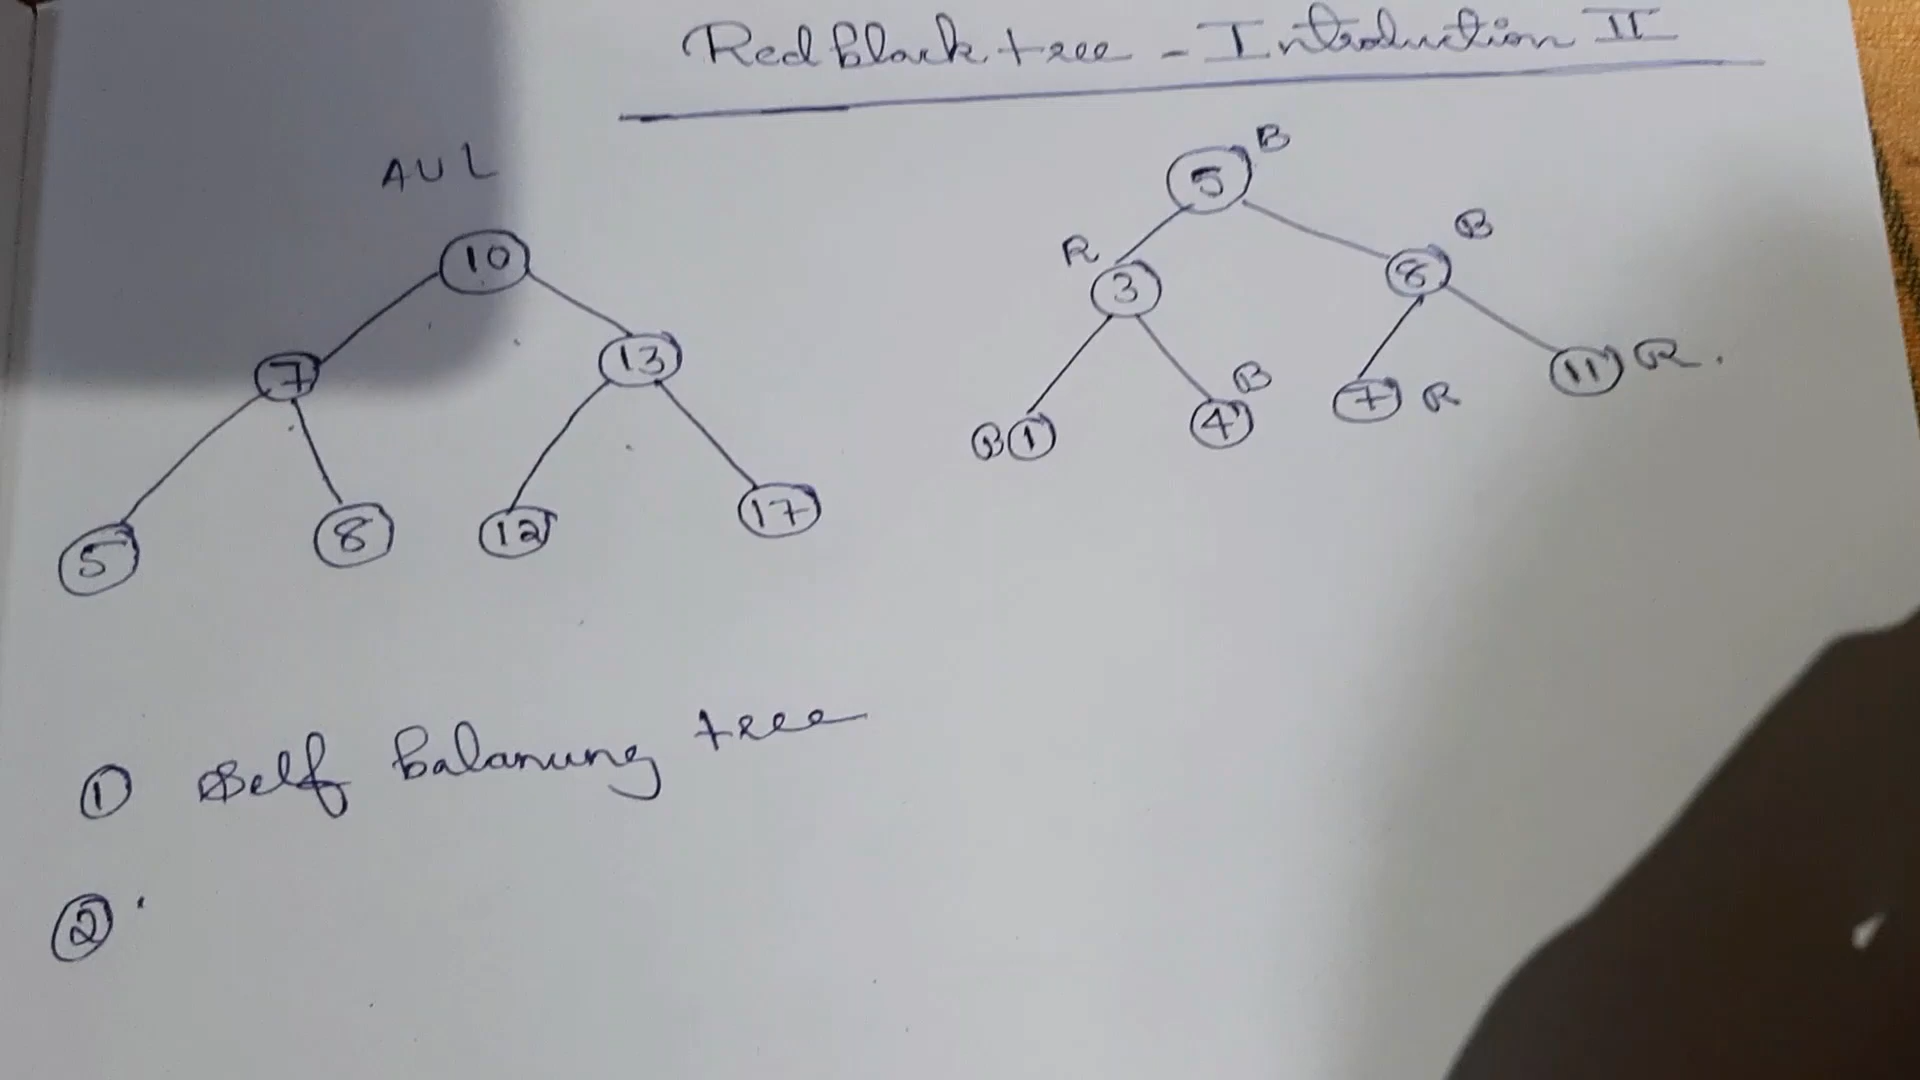 Red black tree - Introduction II
AVL
10
7 13
5 8 12 17
5 B
R 3 8 B
B 1 4 B 7 R 11 R.
1 Self balancing tree
2